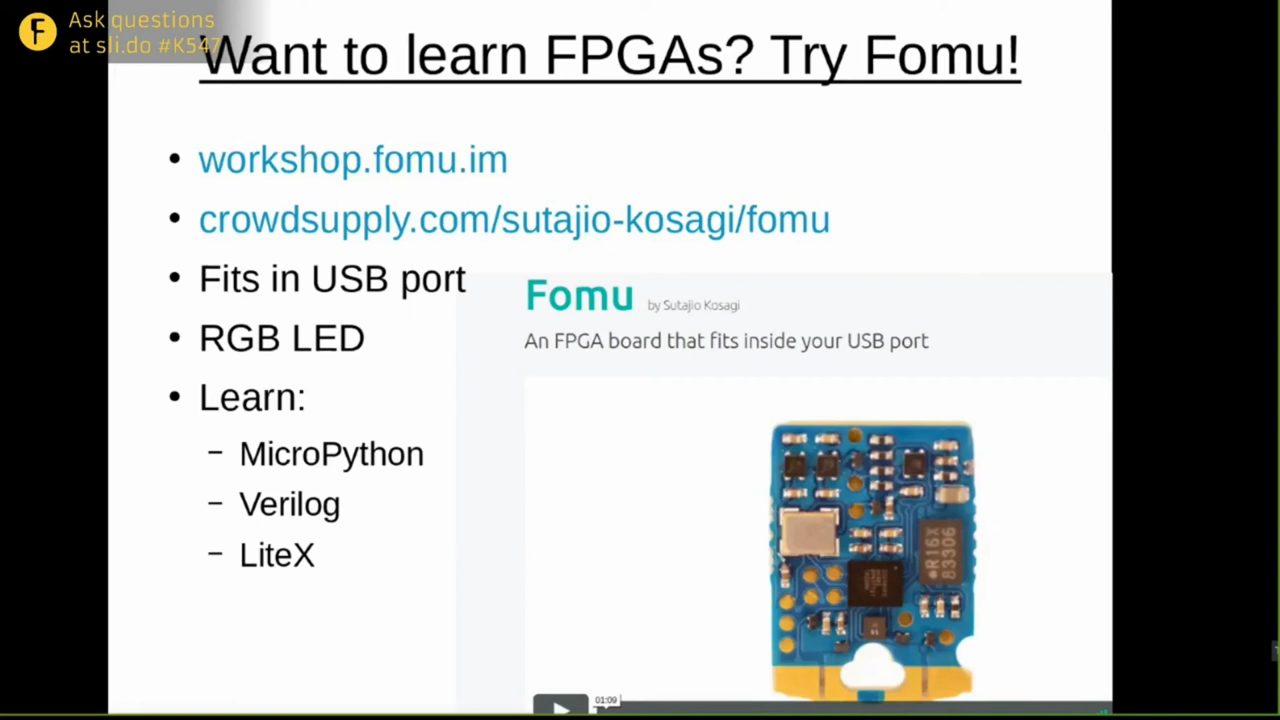 F
Ask questions
at sli.do #K547
Want to learn FPGAs? Try Fomu!
• workshop.fomu.im
• crowdsupply.com/sutajio-kosagi/fomu
• Fits in USB port
• RGB LED
• Learn:
– MicroPython
– Verilog
– LiteX
Fomu by Sutajio Kosagi
An FPGA board that fits inside your USB port
R16X
83306
01:09